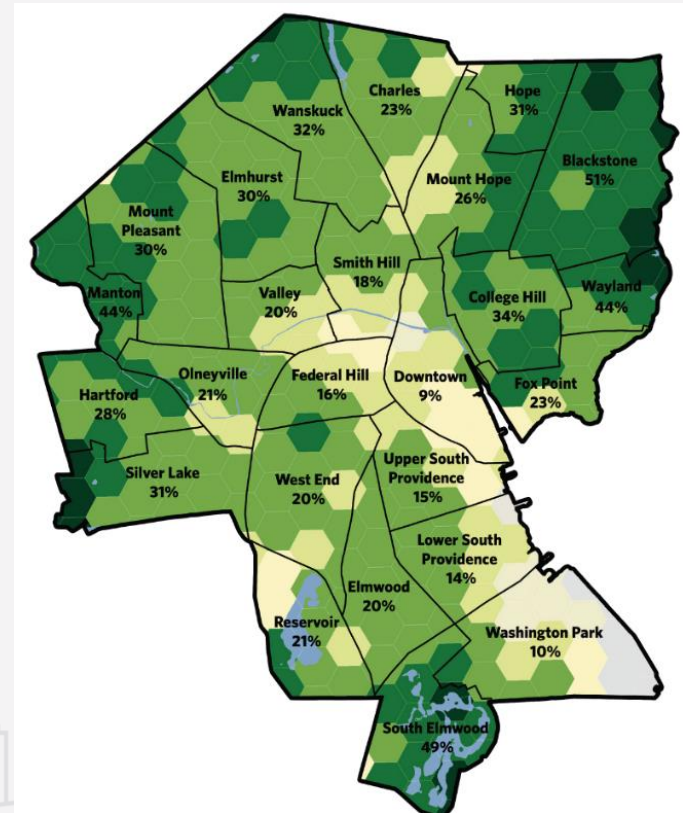 Charles
23%
Hope
31%
Wanskuck
32%
Blackstone
51%
Elmhurst
30%
Mount Hope
26%
Mount
Pleasant
30%
Smith Hill
18%
Manton
44%
Valley
20%
College Hill
34%
Wayland
44%
Hartford
28%
Olneyville
21%
Federal Hill
16%
Downtown
9%
Fox Point
23%
Silver Lake
31%
West End
20%
Upper South
Providence
15%
Lower South
Providence
14%
Elmwood
20%
Reservoir
21%
Washington Park
10%
South Elmwood
49%